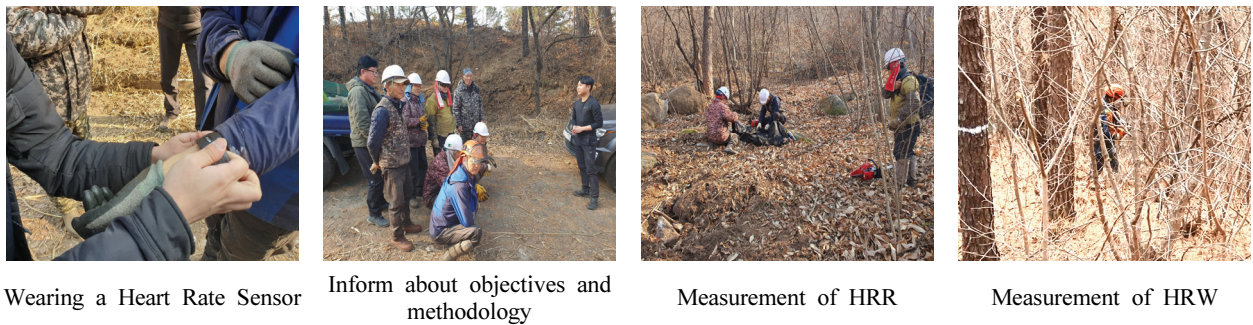 Wearing a Heart Rate Sensor
Inform about objectives and
methodology
Measurement of HRR
Measurement of HRW